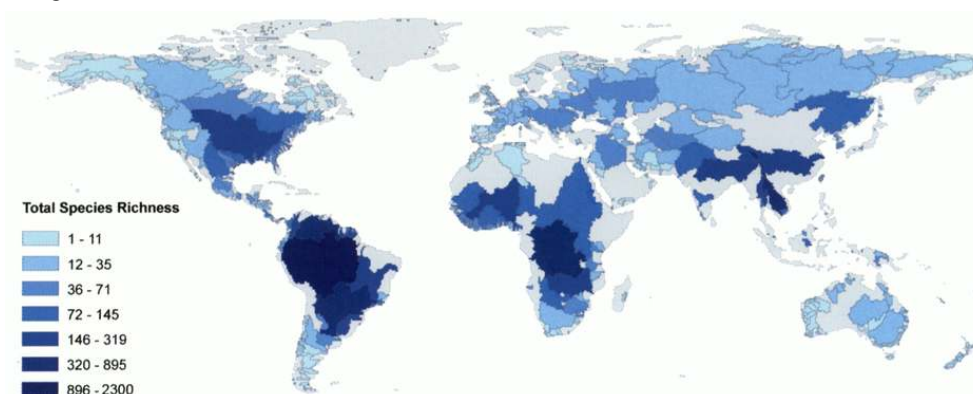 Total Species Richness
1 - 11
12 - 35
36 - 71
72 - 145
146 - 319
320 - 895
896 - 2300